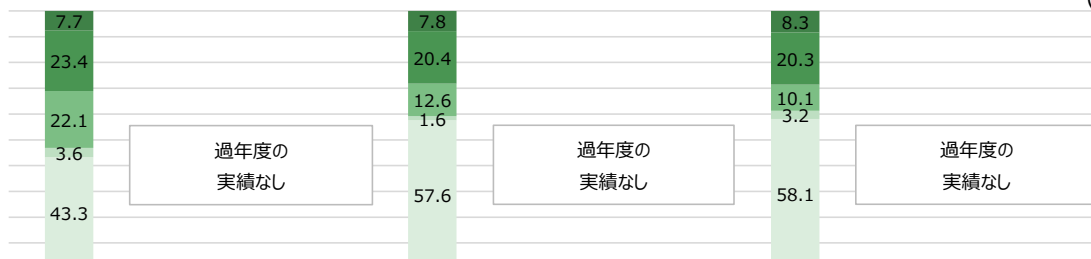 7.7
23.4
22.1
3.6
43.3
過年度の
実績なし
7.8
20.4
12.6
1.6
57.6
過年度の
実績なし
8.3
20.3
10.1
3.2
58.1
過年度の
実績なし